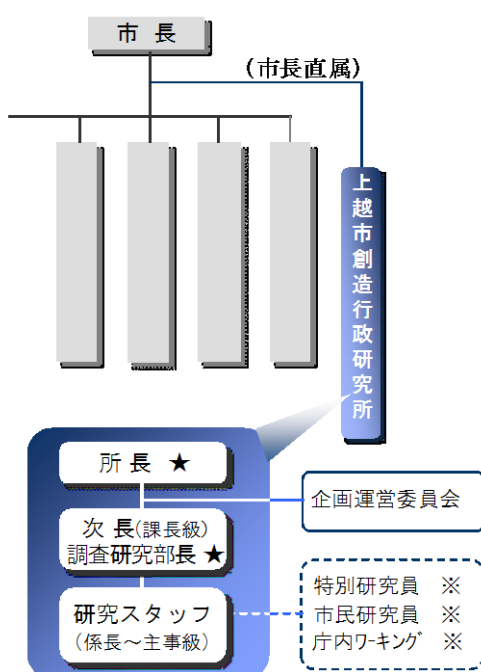 市 長
(市長直属)
上越市創造行政研究所
所 長 ★
企画運営委員会
次 長(課長級)
調査研究部長★
研究スタッフ
(係長～主事級)
特別研究員 ※
市民研究員 ※
庁内ワーキング ※